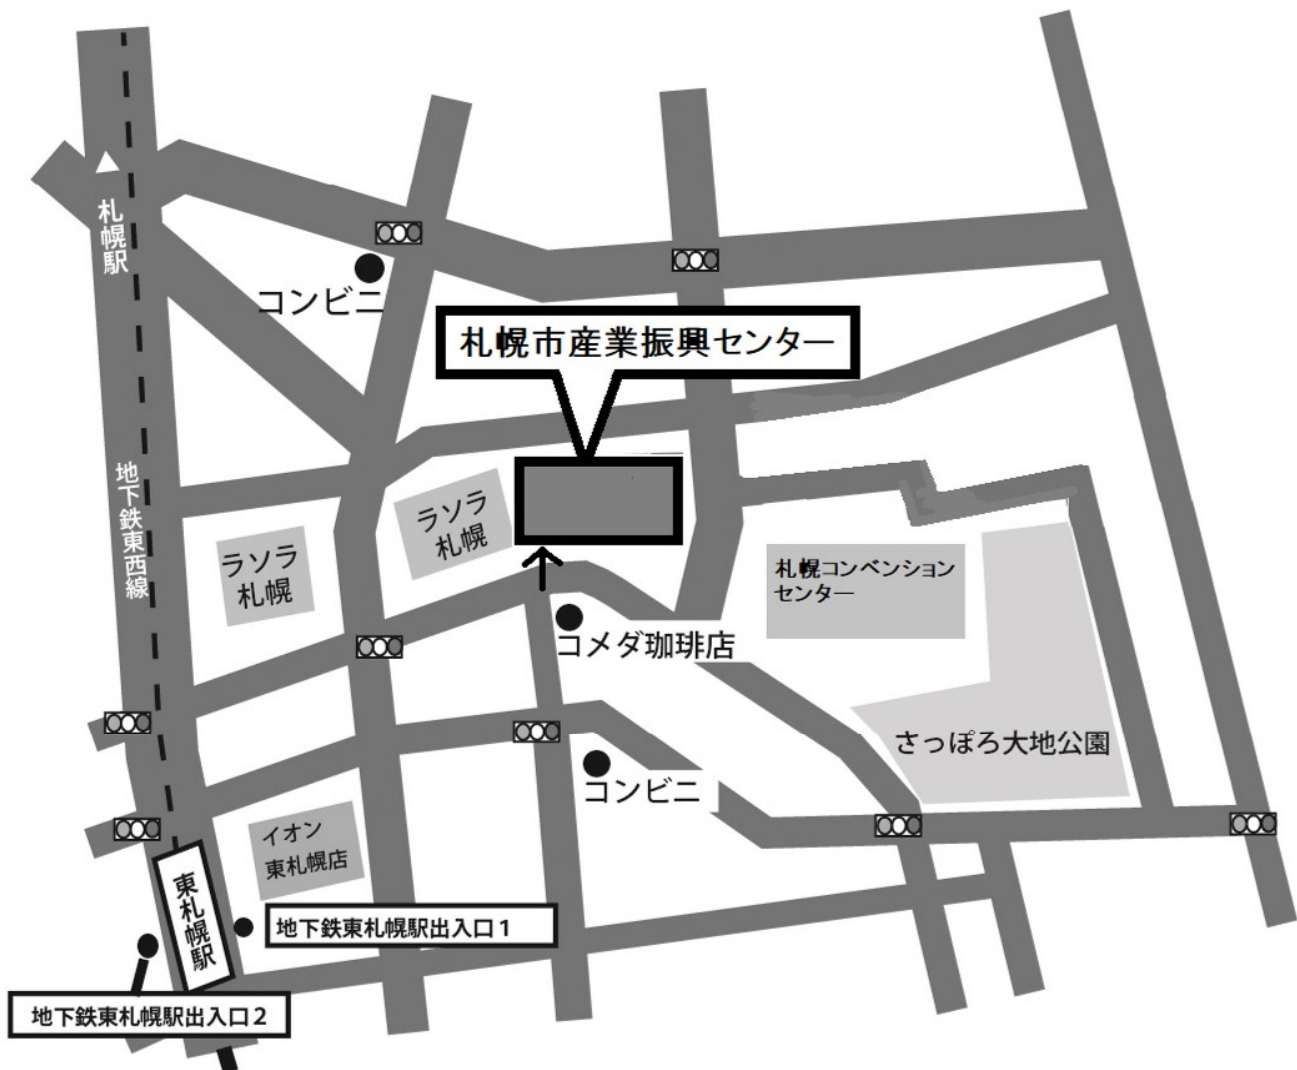 札幌駅
コンビニ
札幌市産業振興センター
地下鉄東西線
ラソラ
札幌
ラソラ
札幌
札幌コンベンション
センター
コメダ珈琲店
さっぽろ大地公園
コンビニ
イオン
東札幌店
東札幌駅
地下鉄東札幌駅出入口1
地下鉄東札幌駅出入口2